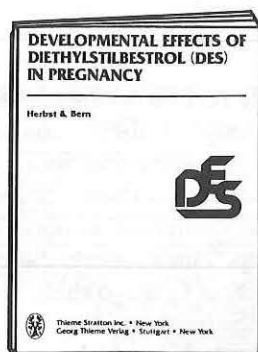 DEVELOPMENTAL EFFECTS OF
DIETHYLSTILBESTROL (DES)
IN PREGNANCY
Herbst & Bern
DES
Thieme Stratton Inc. • New York
Georg Thieme Verlag • Stuttgart • New York